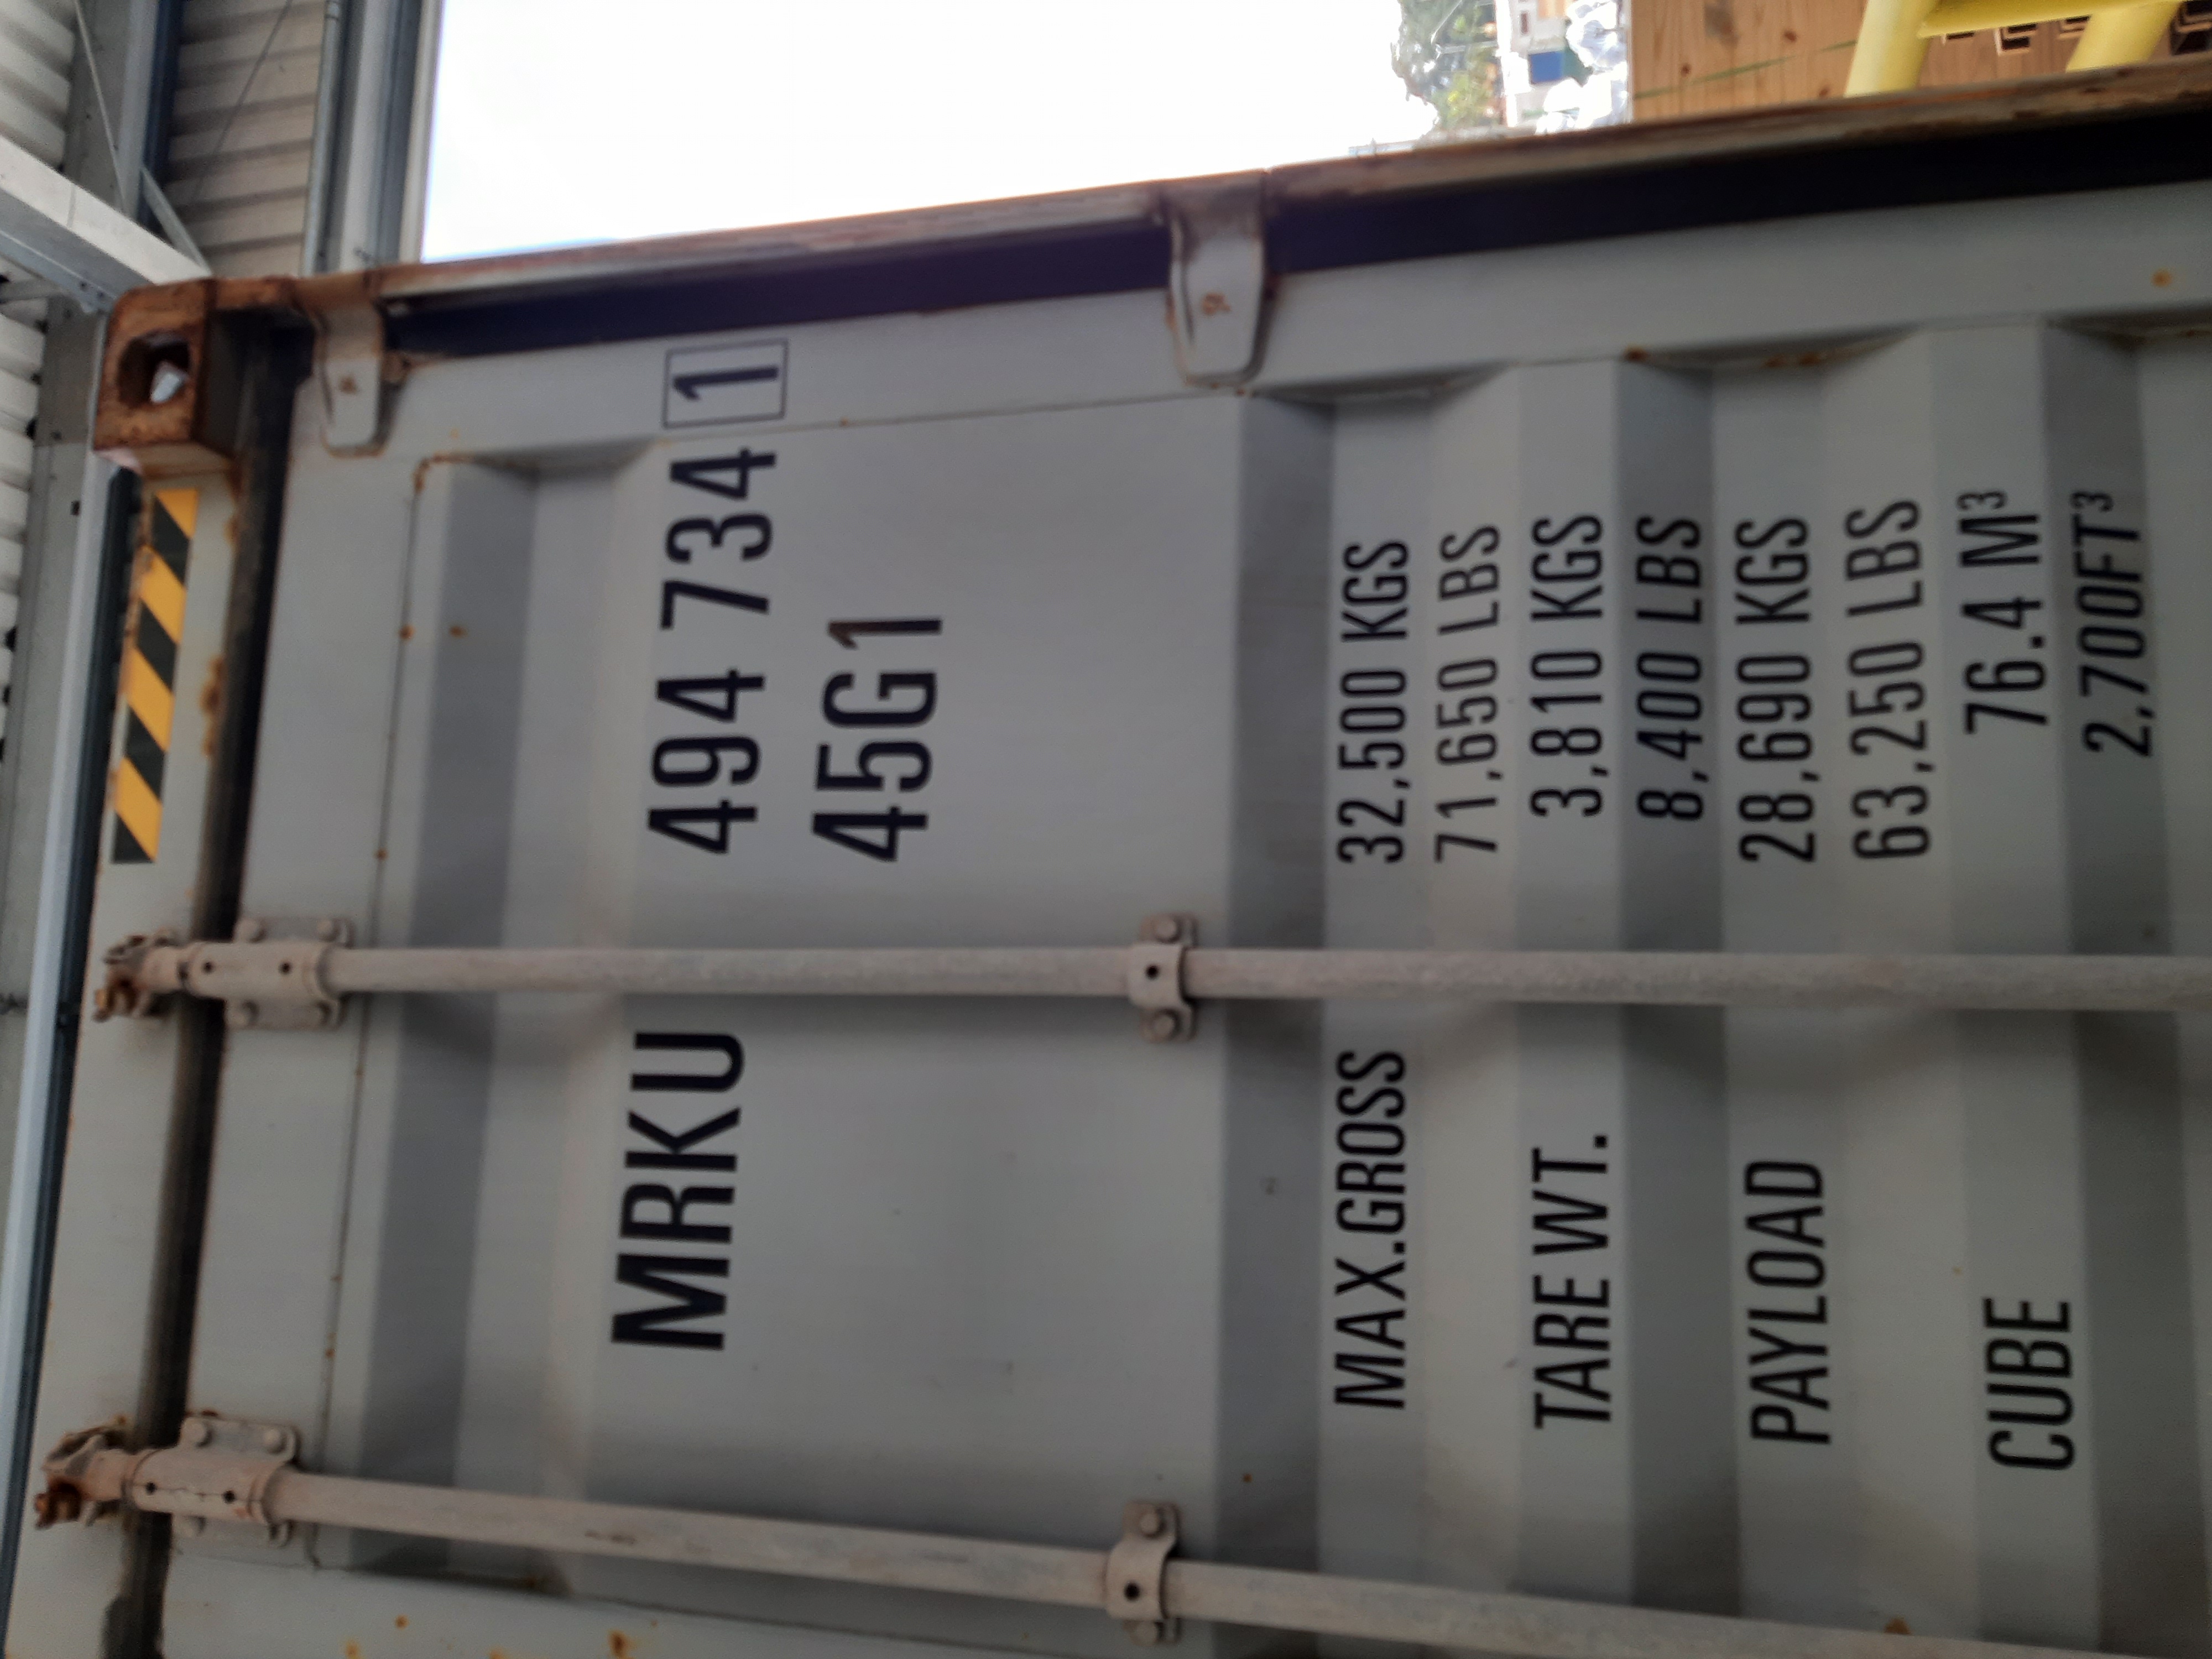 MRKU 494 734 1
45G1
MAX.GROSS 32,500 KGS
71,650 LBS
TARE WT. 3,810 KGS
8,400 LBS
PAYLOAD 28,690 KGS
63,250 LBS
CUBE 76.4 M³
2,700FT³